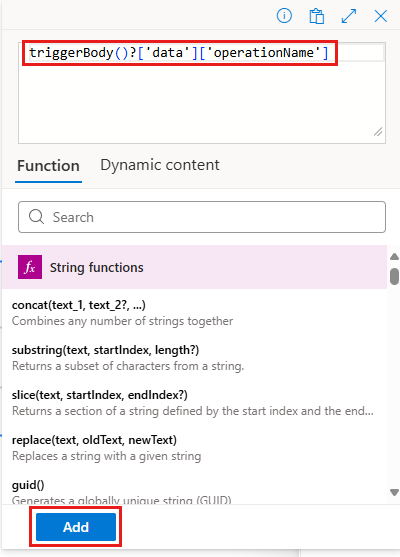 triggerBody()?['data']['operationName']
Function
Dynamic content
Search
fx
String functions
concat(text_1, text_2?, ...)
Combines any number of strings together
substring(text, startIndex, length?)
Returns a subset of characters from a string.
slice(text, startIndex, endIndex?)
Returns a section of a string defined by the start index and the end...
replace(text, oldText, newText)
Replaces a string with a given string
guid()
Generates a globally unique string (GUID)
Add